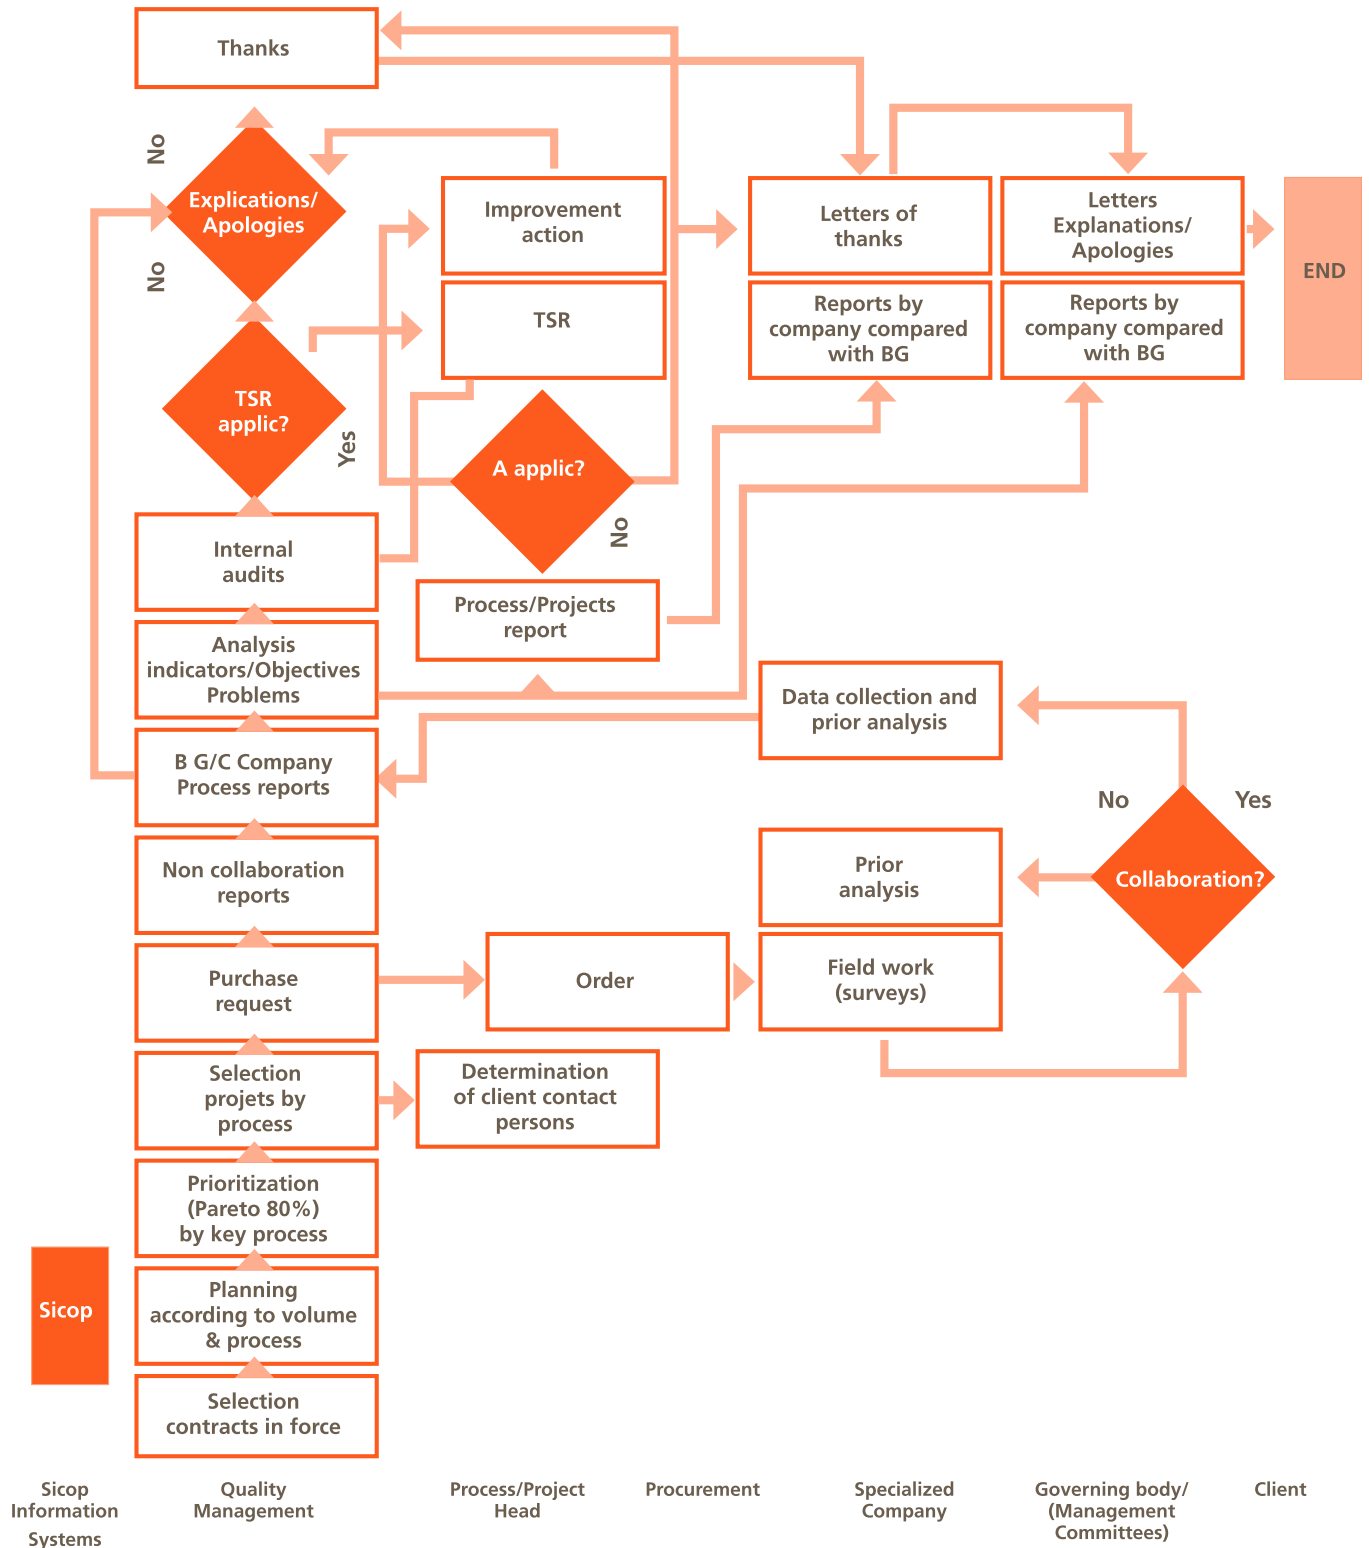 Thanks
No
Explications/
Apologies
No
Improvement
action
Letters of
thanks
Letters
Explanations/
Apologies
END
TSR
Reports by
company compared
with BG
Reports by
company compared
with BG
TSR
applic?
Yes
A applic?
No
Internal
audits
Process/Projects
report
Analysis
indicators/Objectives
Problems
Data collection and
prior analysis
B G/C Company
Process reports
No
Yes
Non collaboration
reports
Prior
analysis
Collaboration?
Purchase
request
Order
Field work
(surveys)
Selection
projets by
process
Determination
of client contact
persons
Prioritization
(Pareto 80%)
by key process
Sicop
Planning
according to volume
& process
Selection
contracts in force
Sicop
Information
Systems
Quality
Management
Process/Project
Head
Procurement
Specialized
Company
Governing body/
(Management
Committees)
Client